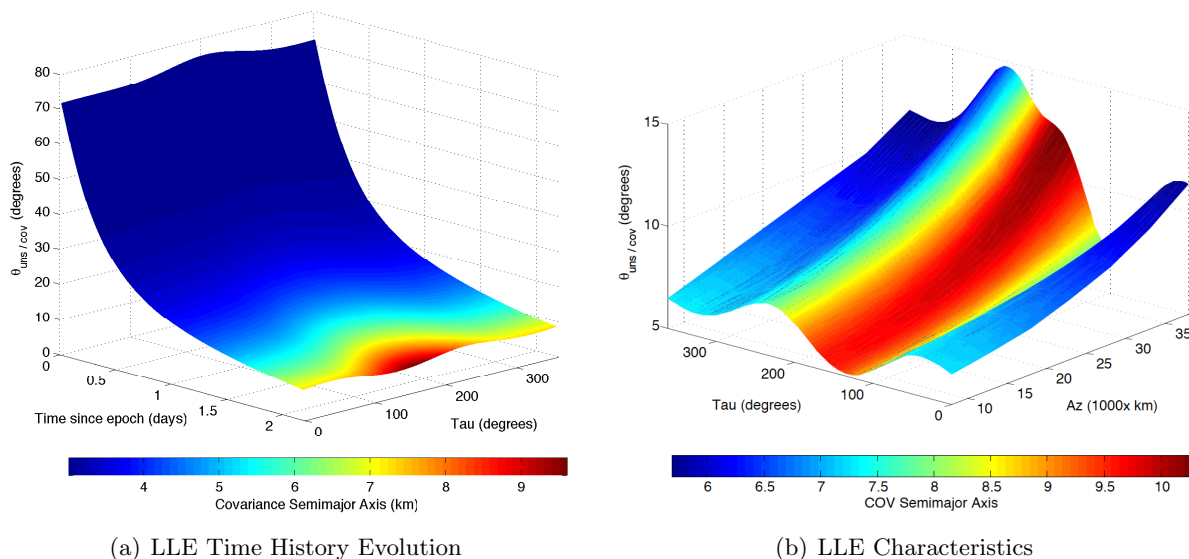 80
70
60
50
40
30
20
10
0
θuns / cov (degrees)
0
0.5
1
1.5
2
Time since epoch (days)
0
100
200
300
Tau (degrees)
4 5 6 7 8 9
Covariance Semimajor Axis (km)
(a) LLE Time History Evolution
15
10
5
θuns / cov (degrees)
300
200
100
0
Tau (degrees)
10
15
20
25
30
35
Az (1000x km)
6 6.5 7 7.5 8 8.5 9 9.5 10
COV Semimajor Axis
(b) LLE Characteristics